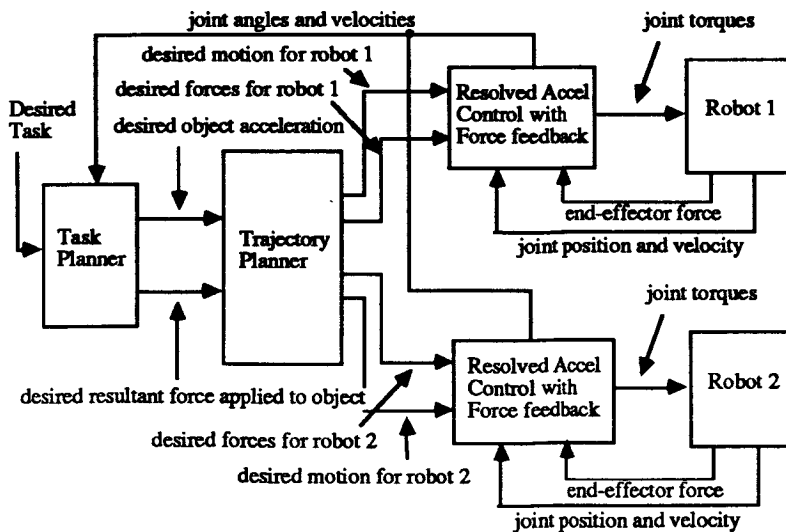 joint angles and velocities
desired motion for robot 1
desired forces for robot 1
desired object acceleration
Desired
Task
Task
Planner
Trajectory
Planner
Resolved Accel
Control with
Force feedback
joint torques
Robot 1
end-effector force
joint position and velocity
desired resultant force applied to object
desired forces for robot 2
desired motion for robot 2
Resolved Accel
Control with
Force feedback
joint torques
Robot 2
end-effector force
joint position and velocity